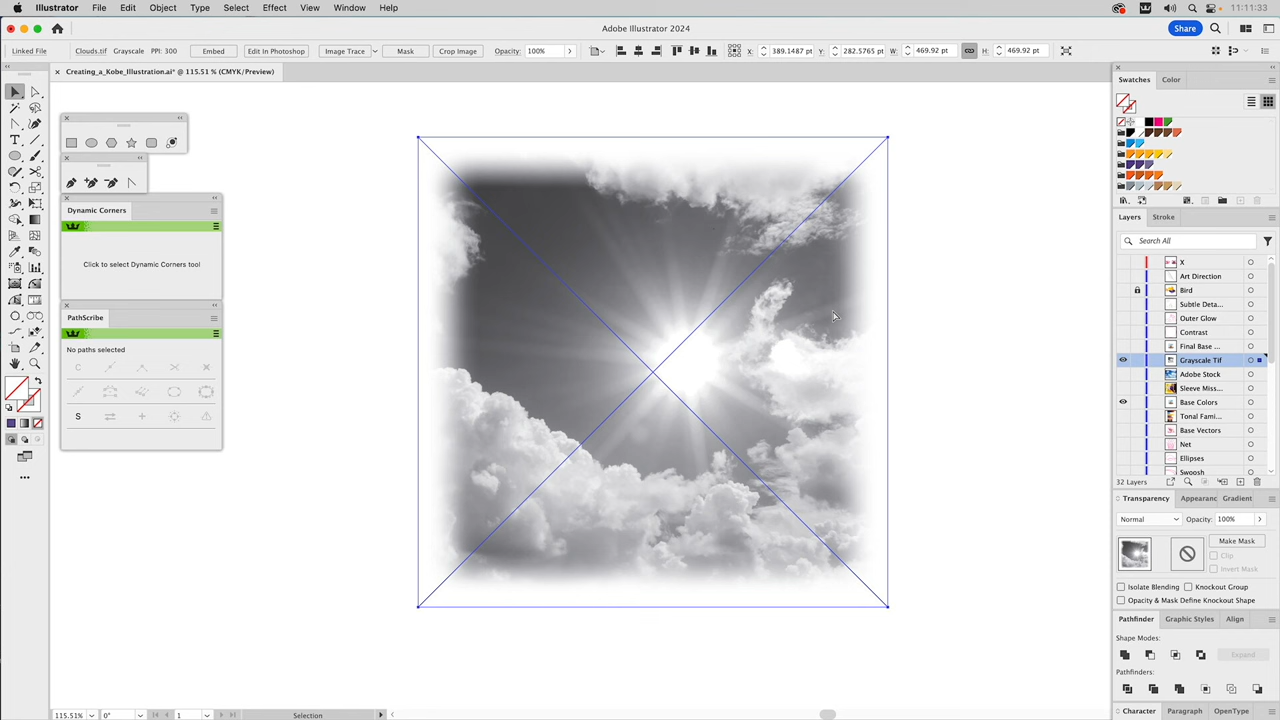 Illustrator File Edit Object Type Select Effect View Window Help 11:11:33
Adobe Illustrator 2024 Share
Linked File Clouds.tif Grayscale PPI: 300 Embed Edit In Photoshop Image Trace Mask Crop Image Opacity: 100% X: 389.1487 pt Y: 282.5765 pt W: 469.92 pt H: 469.92 pt
Creating_a_Kobe_Illustration.ai* @ 115.51 % (CMYK/Preview)
Dynamic Corners
Click to select Dynamic Corners tool
PathScribe
No paths selected
C
S
Swatches Color
Layers Stroke
Search All
X
Art Direction
Bird
Subtle Deta...
Outer Glow
Contrast
Final Base ...
Grayscale Tif
Adobe Stock
Sleeve Miss...
Base Colors
Tonal Fami...
Base Vectors
Net
Ellipses
Swoosh
32 Layers
Transparency Appearanc Gradient
Normal Opacity: 100%
Make Mask
Clip
Invert Mask
Isolate Blending Knockout Group
Opacity & Mask Define Knockout Shape
Pathfinder Graphic Styles Align
Shape Modes:
Expand
Pathfinders:
Character Paragraph OpenType
115.51% 0° 1 Selection